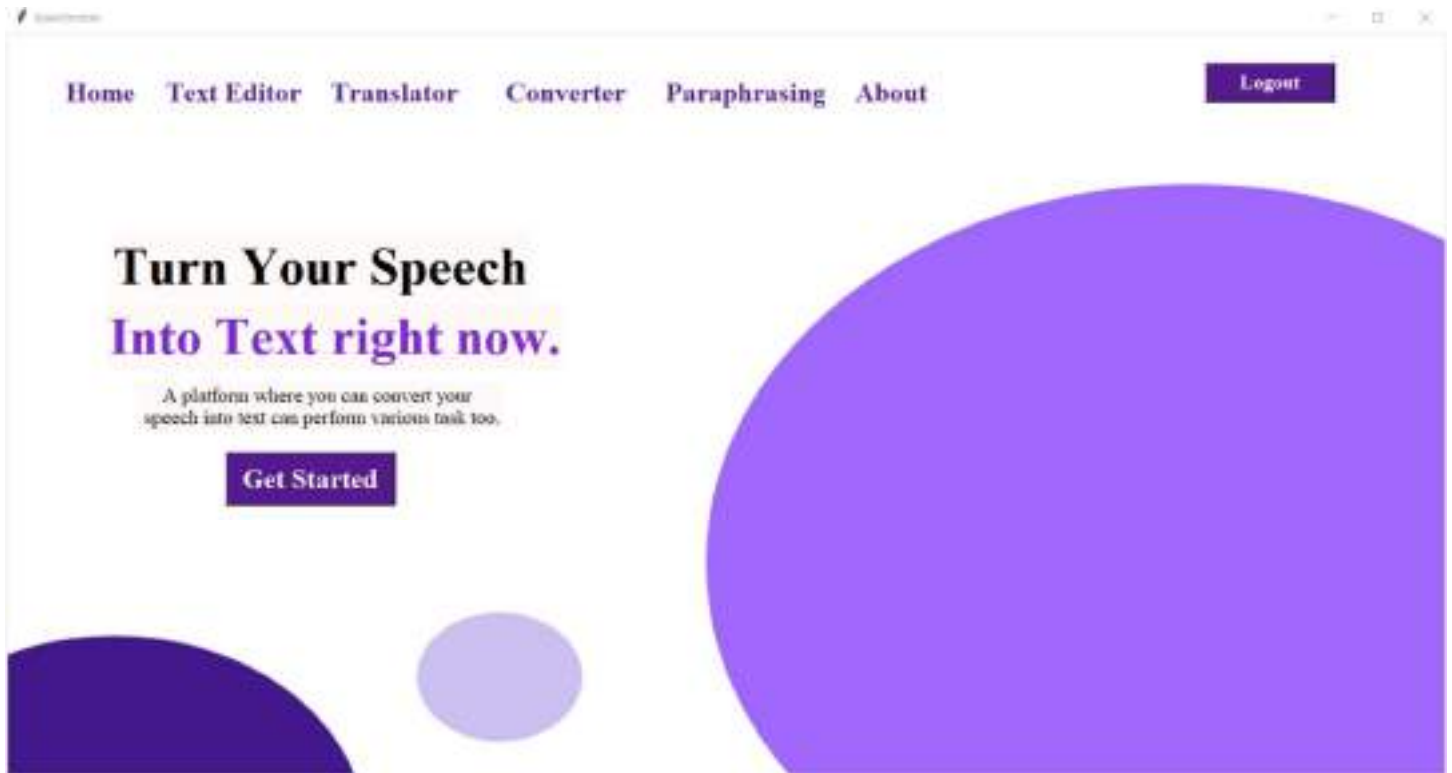 Home Text Editor Translator Converter Paraphrasing About
Logout
Turn Your Speech
Into Text right now.
A platform where you can convert your
speech into text can perform various task too.
Get Started